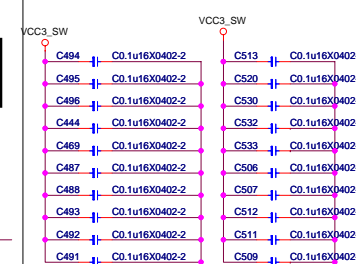 VCC3_SW
VCC3_SW
C494 C0.1u16X0402-2 C513 C0.1u16X0402
C495 C0.1u16X0402-2 C520 C0.1u16X0402
C496 C0.1u16X0402-2 C530 C0.1u16X0402
C444 C0.1u16X0402-2 C532 C0.1u16X0402
C469 C0.1u16X0402-2 C533 C0.1u16X0402
C487 C0.1u16X0402-2 C506 C0.1u16X0402
C488 C0.1u16X0402-2 C507 C0.1u16X0402
C493 C0.1u16X0402-2 C512 C0.1u16X0402
C492 C0.1u16X0402-2 C511 C0.1u16X0402
C491 C0.1u16X0402-2 C509 C0.1u16X0402